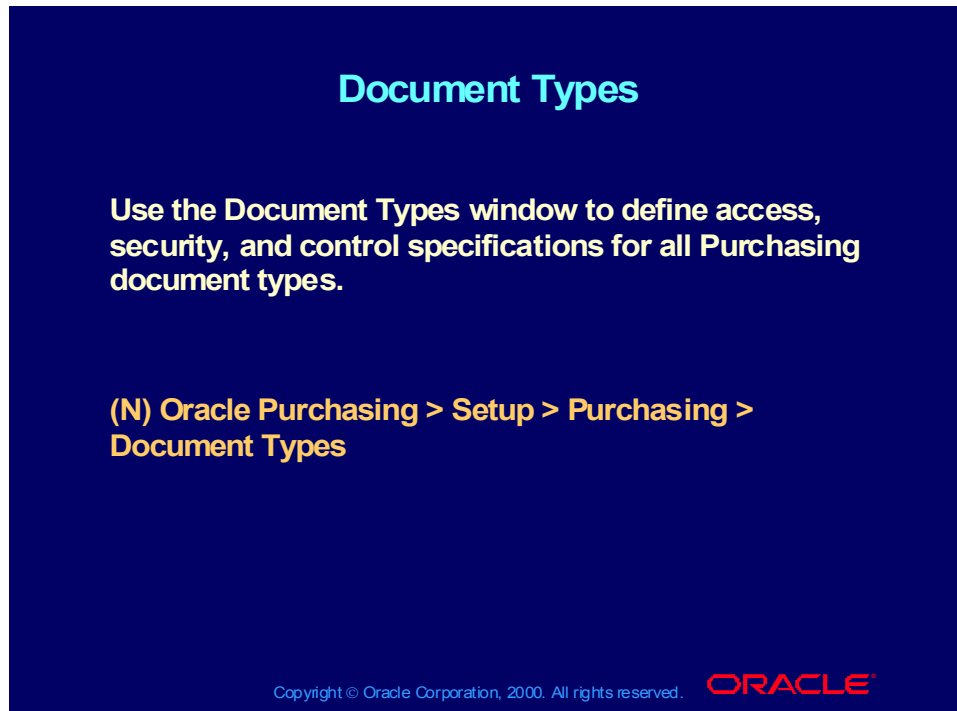 Document Types
Use the Document Types window to define access,
security, and control specifications for all Purchasing
document types.
(N) Oracle Purchasing > Setup > Purchasing >
Document Types
Copyright © Oracle Corporation, 2000. All rights reserved.
ORACLE®